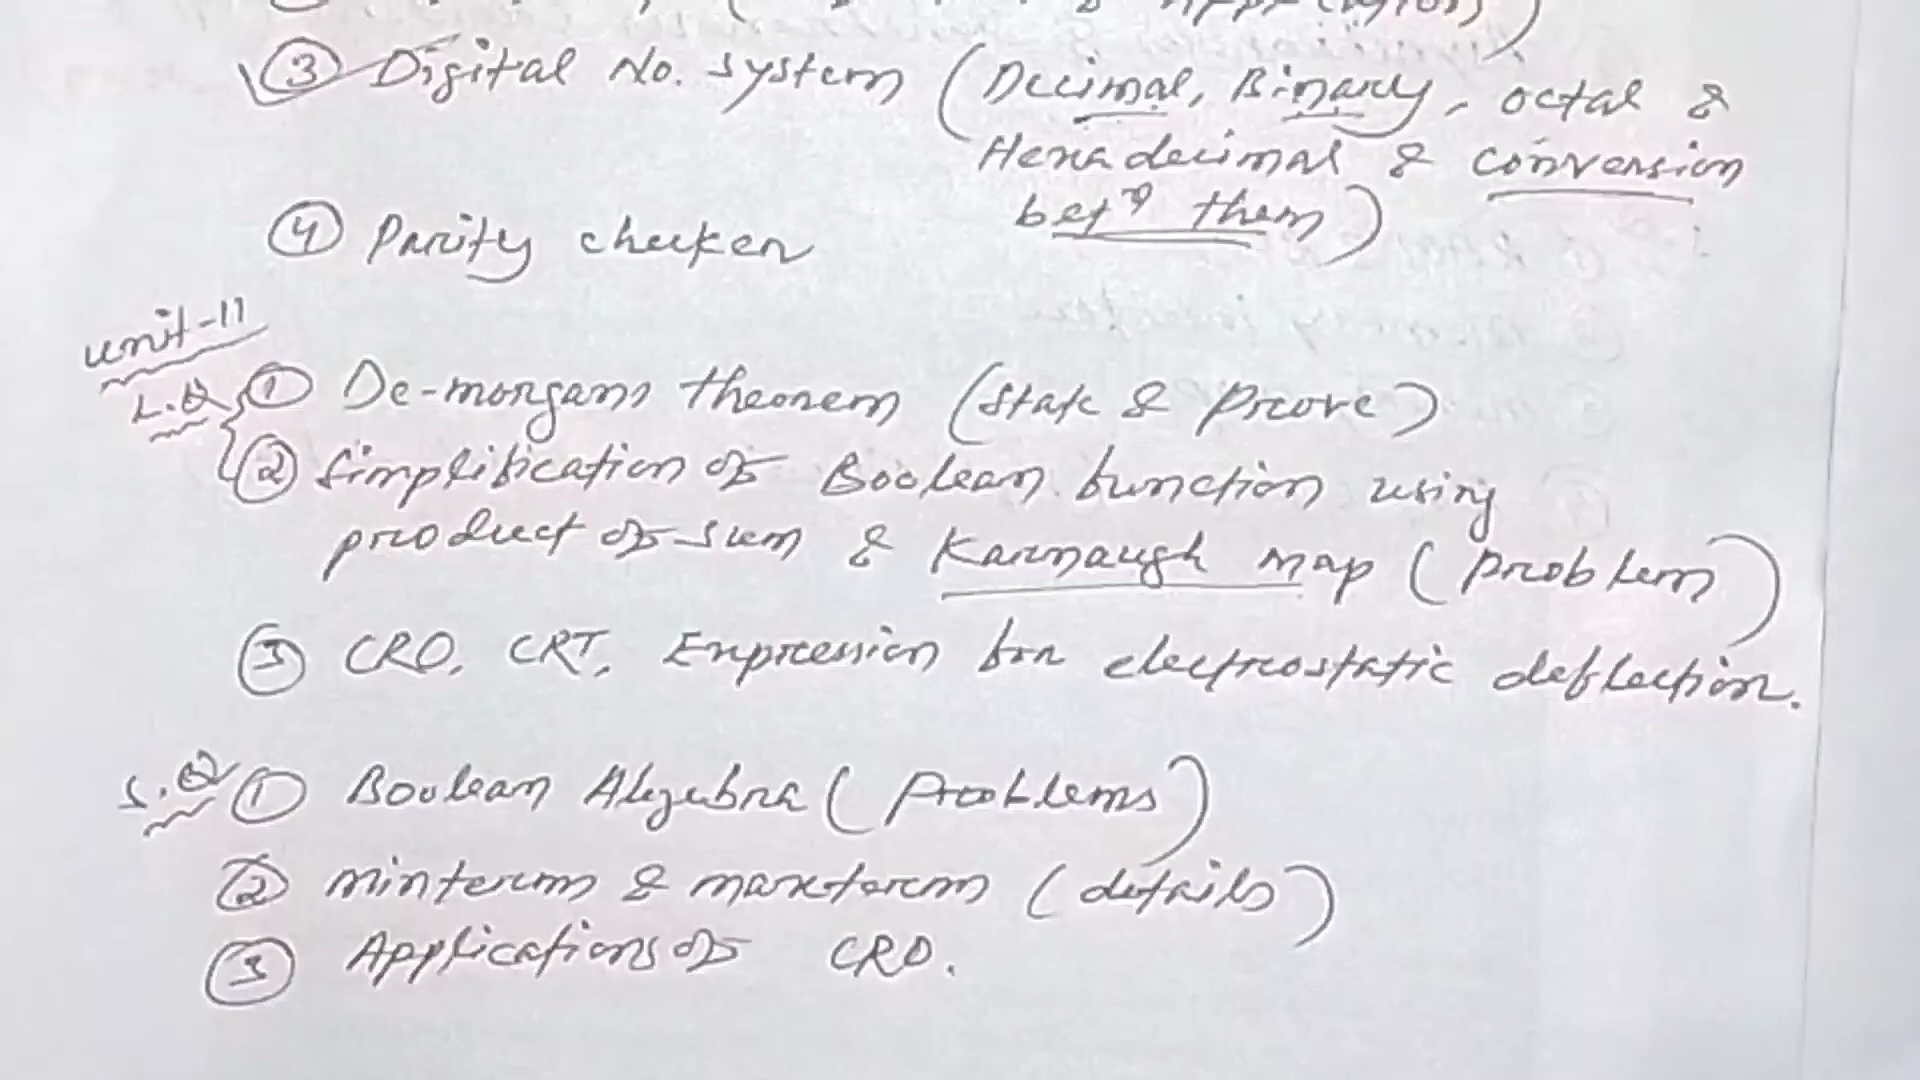 ③ Digital No. system (Decimal, Binary, octal &
Hexadecimal & conversion
betn them)
④ Parity checker
unit-II
L.Q ① De-morgans theorem (state & prove)
② Simplification of Boolean function using
product of sum & Karnaugh map (problem)
③ CRO, CRT, Expression for electrostatic deflection.
S.Q ① Boolean Algebra (Problems)
② minterm & maxterm (details)
③ Applications of CRO.